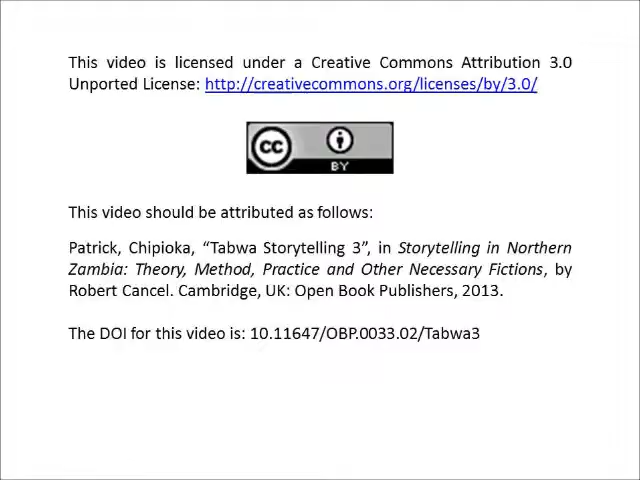 This video is licensed under a Creative Commons Attribution 3.0
Unported License: http://creativecommons.org/licenses/by/3.0/
cc
BY
This video should be attributed as follows:
Patrick, Chipioka, “Tabwa Storytelling 3”, in Storytelling in Northern
Zambia: Theory, Method, Practice and Other Necessary Fictions, by
Robert Cancel. Cambridge, UK: Open Book Publishers, 2013.
The DOI for this video is: 10.11647/OBP.0033.02/Tabwa3